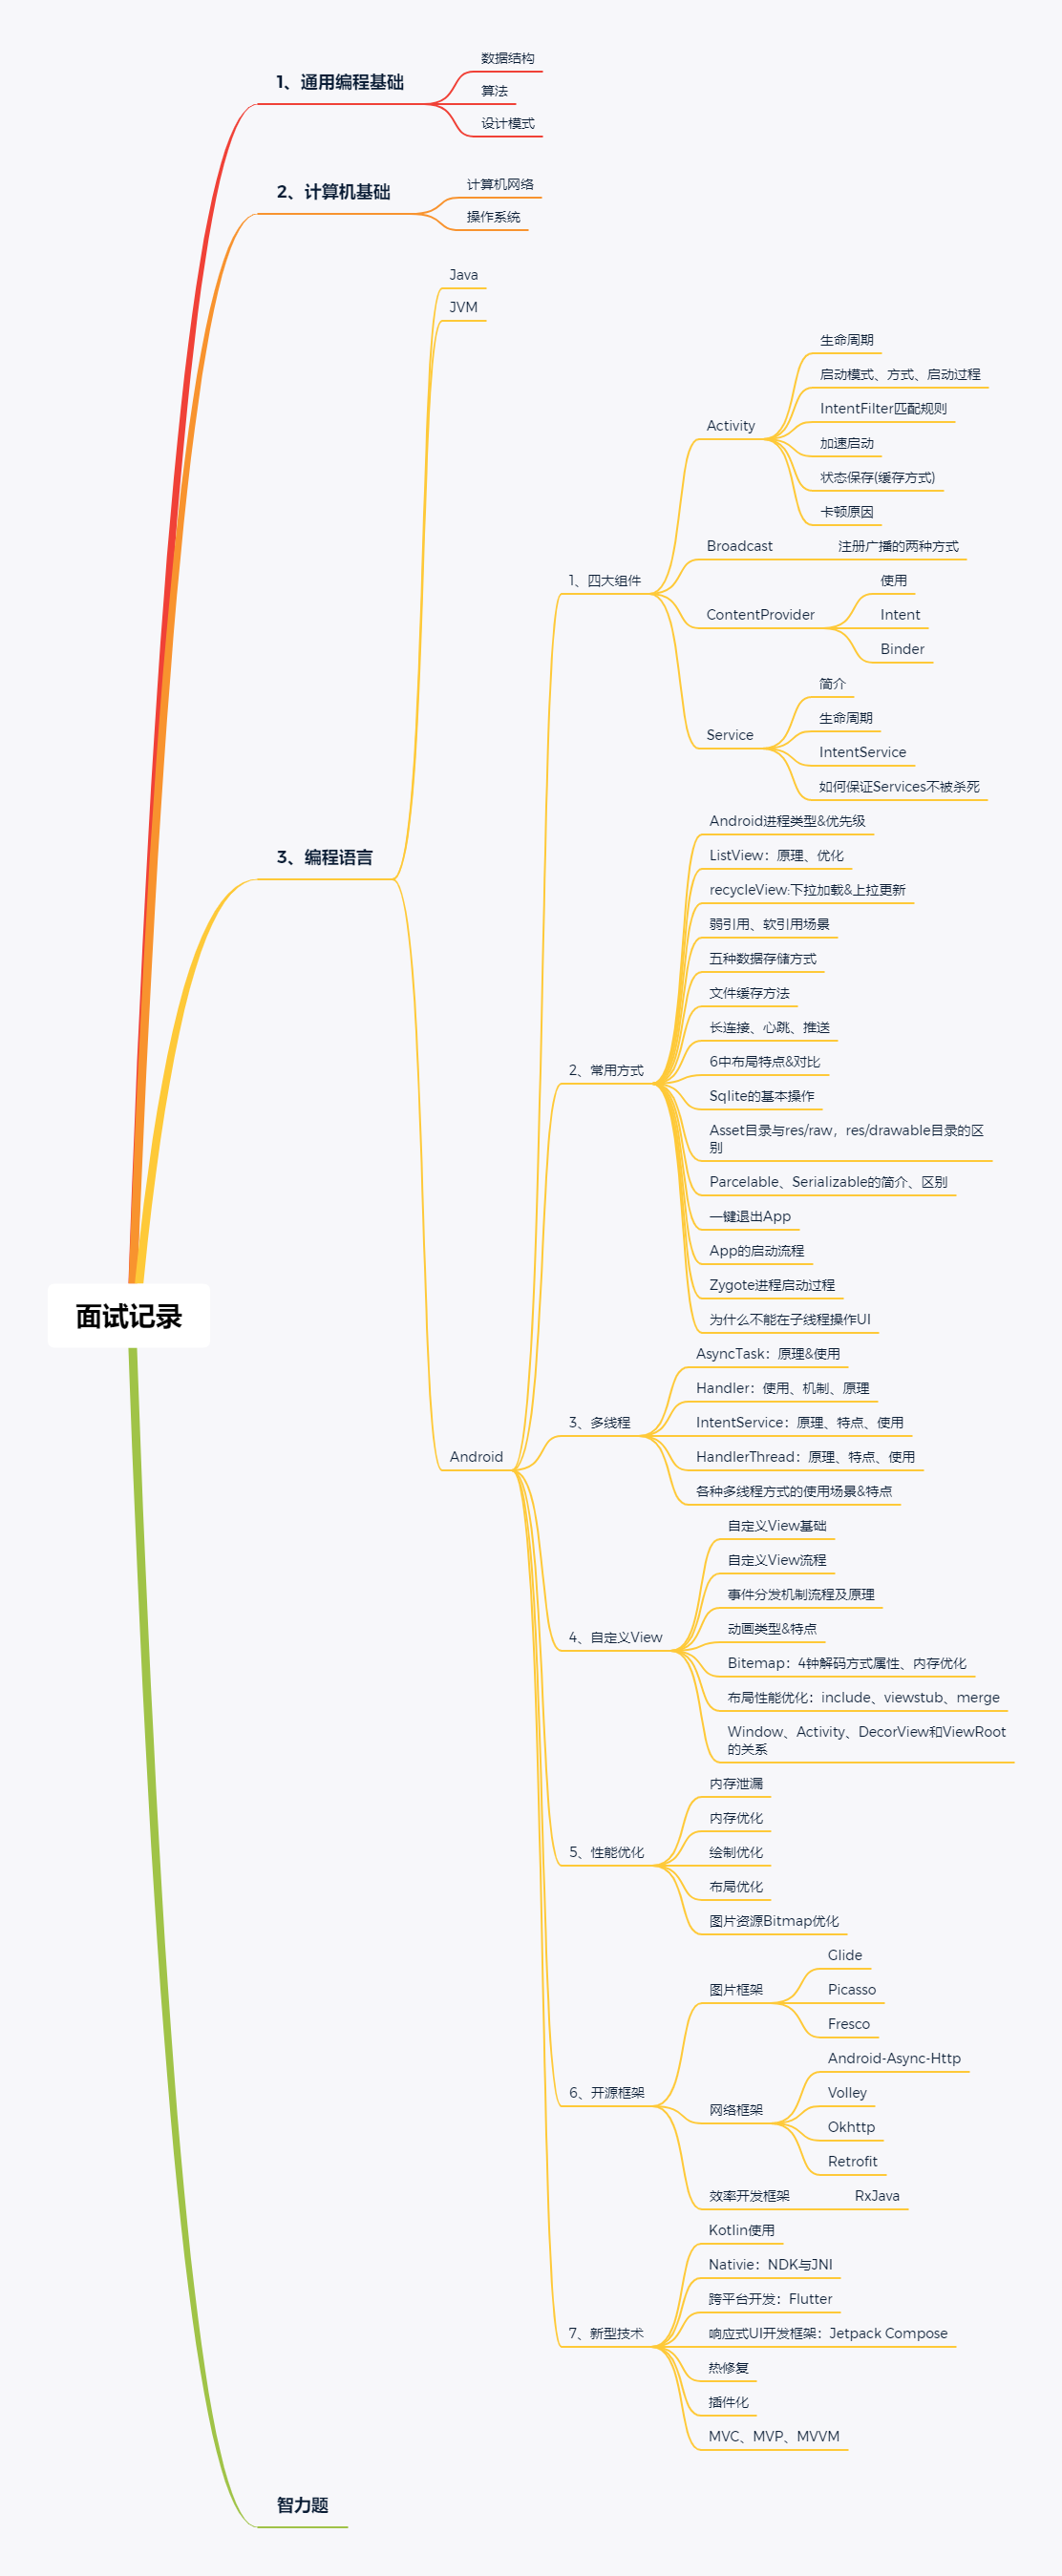 面试记录
1、通用编程基础
数据结构
算法
设计模式
2、计算机基础
计算机网络
操作系统
3、编程语言
Java
JVM
Android
1、四大组件
Activity
生命周期
启动模式、方式、启动过程
IntentFilter匹配规则
加速启动
状态保存(缓存方式)
卡顿原因
Broadcast
注册广播的两种方式
ContentProvider
使用
Intent
Binder
Service
简介
生命周期
IntentService
如何保证Services不被杀死
2、常用方式
Android进程类型&优先级
ListView：原理、优化
recycleView:下拉加载&上拉更新
弱引用、软引用场景
五种数据存储方式
文件缓存方法
长连接、心跳、推送
6中布局特点&对比
Sqlite的基本操作
Asset目录与res/raw，res/drawable目录的区
别
Parcelable、Serializable的简介、区别
一键退出App
App的启动流程
Zygote进程启动过程
为什么不能在子线程操作UI
3、多线程
AsyncTask：原理&使用
Handler：使用、机制、原理
IntentService：原理、特点、使用
HandlerThread：原理、特点、使用
各种多线程方式的使用场景&特点
4、自定义View
自定义View基础
自定义View流程
事件分发机制流程及原理
动画类型&特点
Bitemap：4钟解码方式属性、内存优化
布局性能优化：include、viewstub、merge
Window、Activity、DecorView和ViewRoot
的关系
5、性能优化
内存泄漏
内存优化
绘制优化
布局优化
图片资源Bitmap优化
6、开源框架
图片框架
Glide
Picasso
Fresco
网络框架
Android-Async-Http
Volley
Okhttp
Retrofit
效率开发框架
RxJava
7、新型技术
Kotlin使用
Nativie：NDK与JNI
跨平台开发：Flutter
响应式UI开发框架：Jetpack Compose
热修复
插件化
MVC、MVP、MVVM
智力题